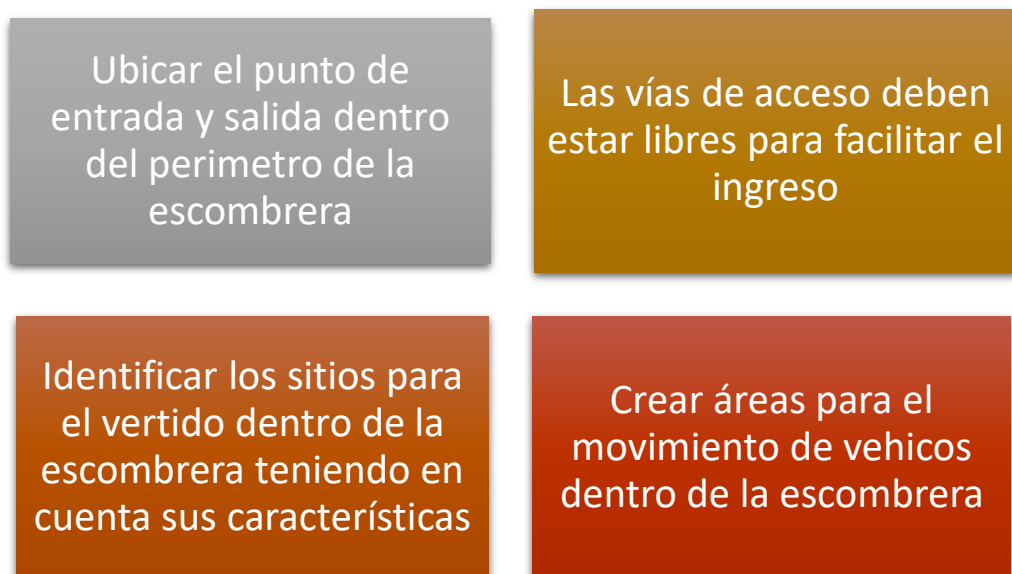 Ubicar el punto de
entrada y salida dentro
del perimetro de la
escombrera
Las vías de acceso deben
estar libres para facilitar el
ingreso
Identificar los sitios para
el vertido dentro de la
escombrera teniendo en
cuenta sus características
Crear áreas para el
movimiento de vehicos
dentro de la escombrera